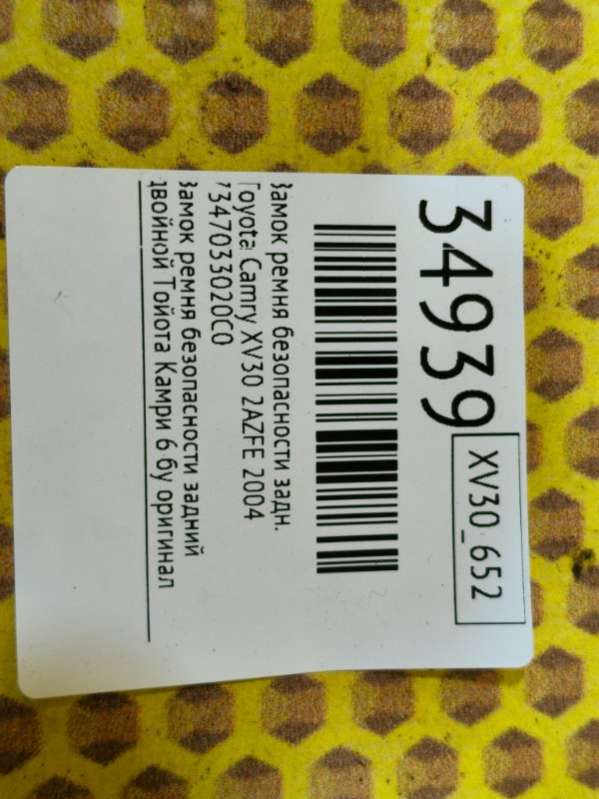 34939
XV30_652
Замок ремня безопасности задн.
Toyota Camry XV30 2AZFE 2004
7347033020C0
Замок ремня безопасности задний
двойной Тойота Камри 6 бу оригинал